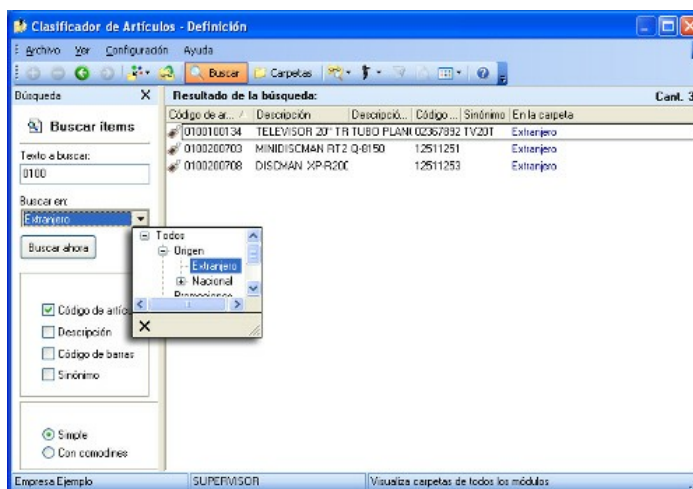 Clasificador de Artículos - Definición
Archivo Ver Configuración Ayuda
Buscar Carpetas
Búsqueda X
Resultado de la búsqueda: Cant. 3
Buscar ítems
Texto a buscar:
0100
Buscar en:
Extranjero
Buscar ahora
Código de artíc
Descripción
Código de barras
Sinónimo
Simple
Con comodines
Todos
Origen
Extranjero
Nacional
Promociones
Código de ar... Descripción Descripció... Código ... Sinónimo En la carpeta
0100100134 TELEVISOR 20" TR TUBO PLANI 02367892 TV20T Extranjero
0100200703 MINIDISCMAN RT2 Q-8150 12511251 Extranjero
0100200708 DISCMAN XP-R200 12511253 Extranjero
Empresa Ejemplo SUPERVISOR Visualiza carpetas de todos los módulos